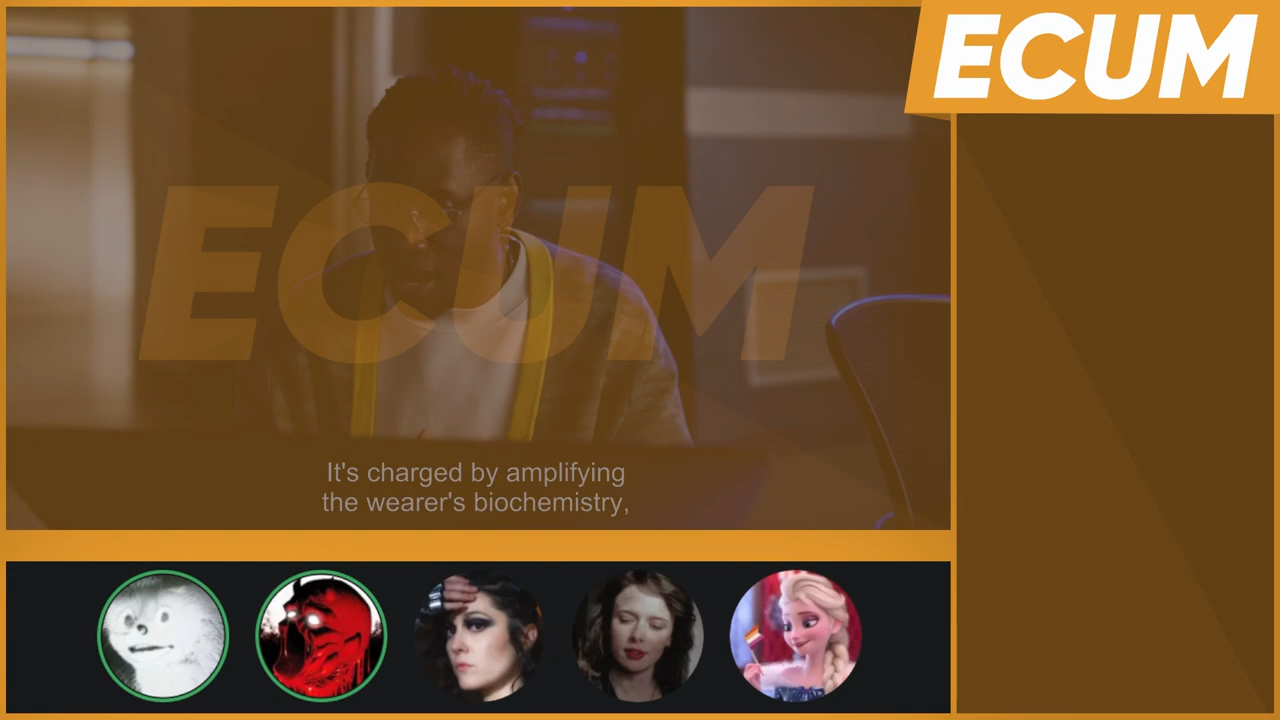 ECUM
ECUM
It's charged by amplifying
the wearer's biochemistry,